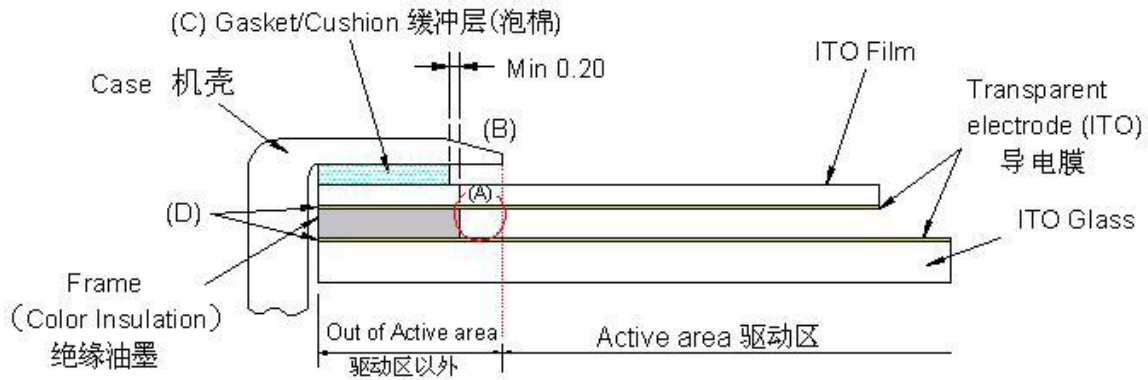 (C) Gasket/Cushion 缓冲层(泡棉)
Min 0.20
ITO Film
Case 机壳
(B)
Transparent
electrode (ITO)
导电膜
(A)
(D)
ITO Glass
Frame
（Color Insulation）
绝缘油墨
Out of Active area
驱动区以外
Active area 驱动区